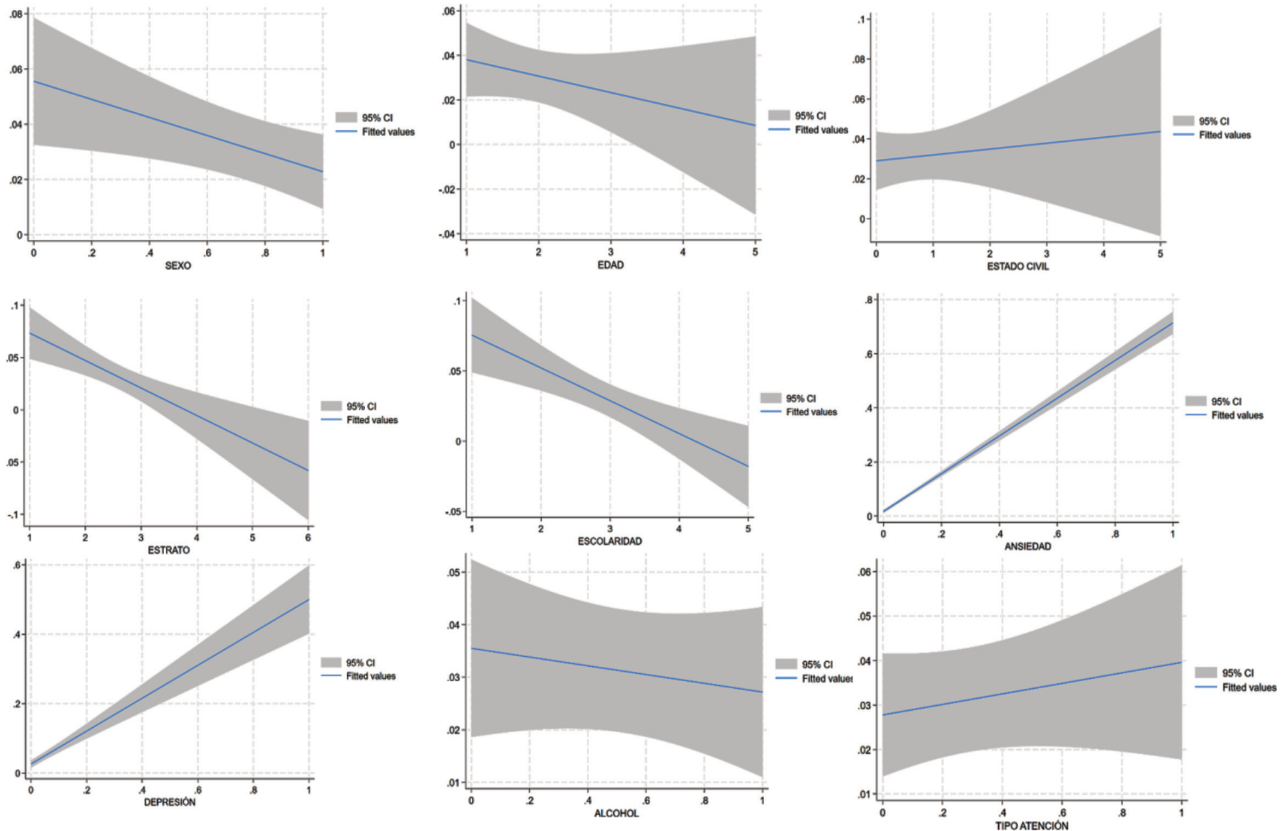 .08
.06
.04
.02
0
0 .2 .4 .6 .8 1
SEXO
95% CI
Fitted values
.06
.04
.02
0
-.02
-.04
1 2 3 4 5
EDAD
95% CI
Fitted values
.1
.08
.06
.04
.02
0
0 1 2 3 4 5
ESTADO CIVIL
95% CI
Fitted values
.1
.05
0
.05
-.1
1 2 3 4 5 6
ESTRATO
95% CI
Fitted values
.1
.05
0
-.05
1 2 3 4 5
ESCOLARIDAD
95% CI
Fitted values
.8
.6
.4
.2
0
0 .2 .4 .6 .8 1
ANSIEDAD
95% CI
Fitted values
.6
.4
.2
0
0 .2 .4 .6 .8 1
DEPRESIÓN
95% CI
Fitted values
.05
.04
.03
.02
.01
0 .2 .4 .6 .8 1
ALCOHOL
95% CI
Fitted values
.06
.05
.04
.03
.02
.01
0 .2 .4 .6 .8 1
TIPO ATENCIÓN
95% CI
Fitted values